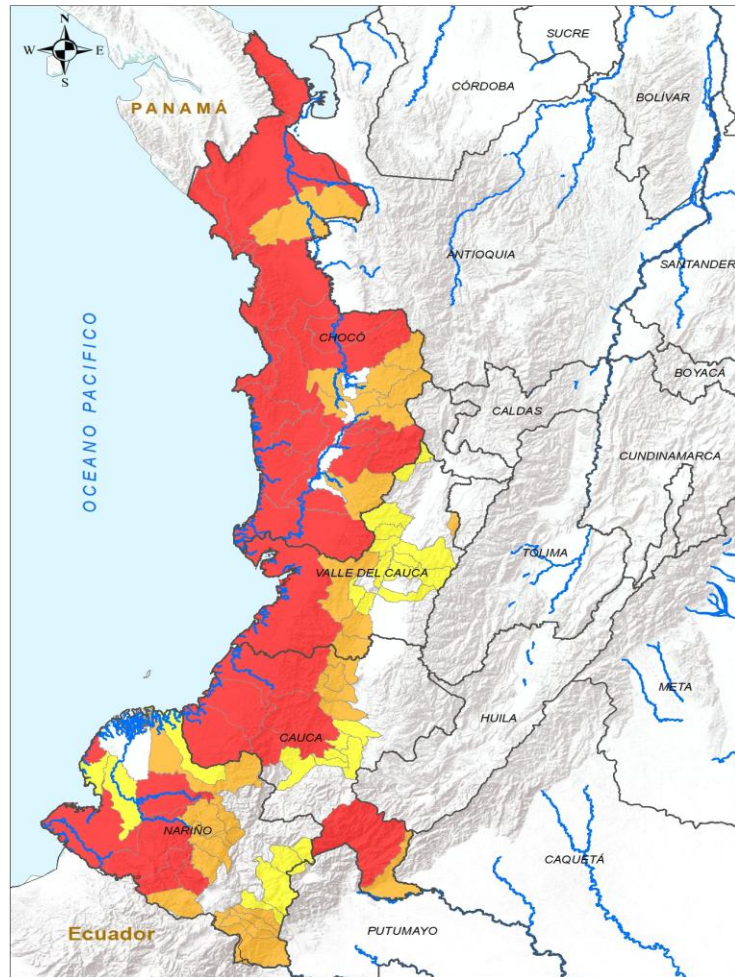 N
W
E
S
PANAMÁ
SUCRE
CÓRDOBA
BOLÍVAR
ANTIOQUIA
SANTANDER
OCEANO PACIFICO
CHOCÓ
BOYACÁ
CALDAS
CUNDINAMARCA
TOLIMA
VALLE DEL CAUCA
META
HUILA
CAUCA
NARIÑO
CAQUETÁ
Ecuador
PUTUMAYO